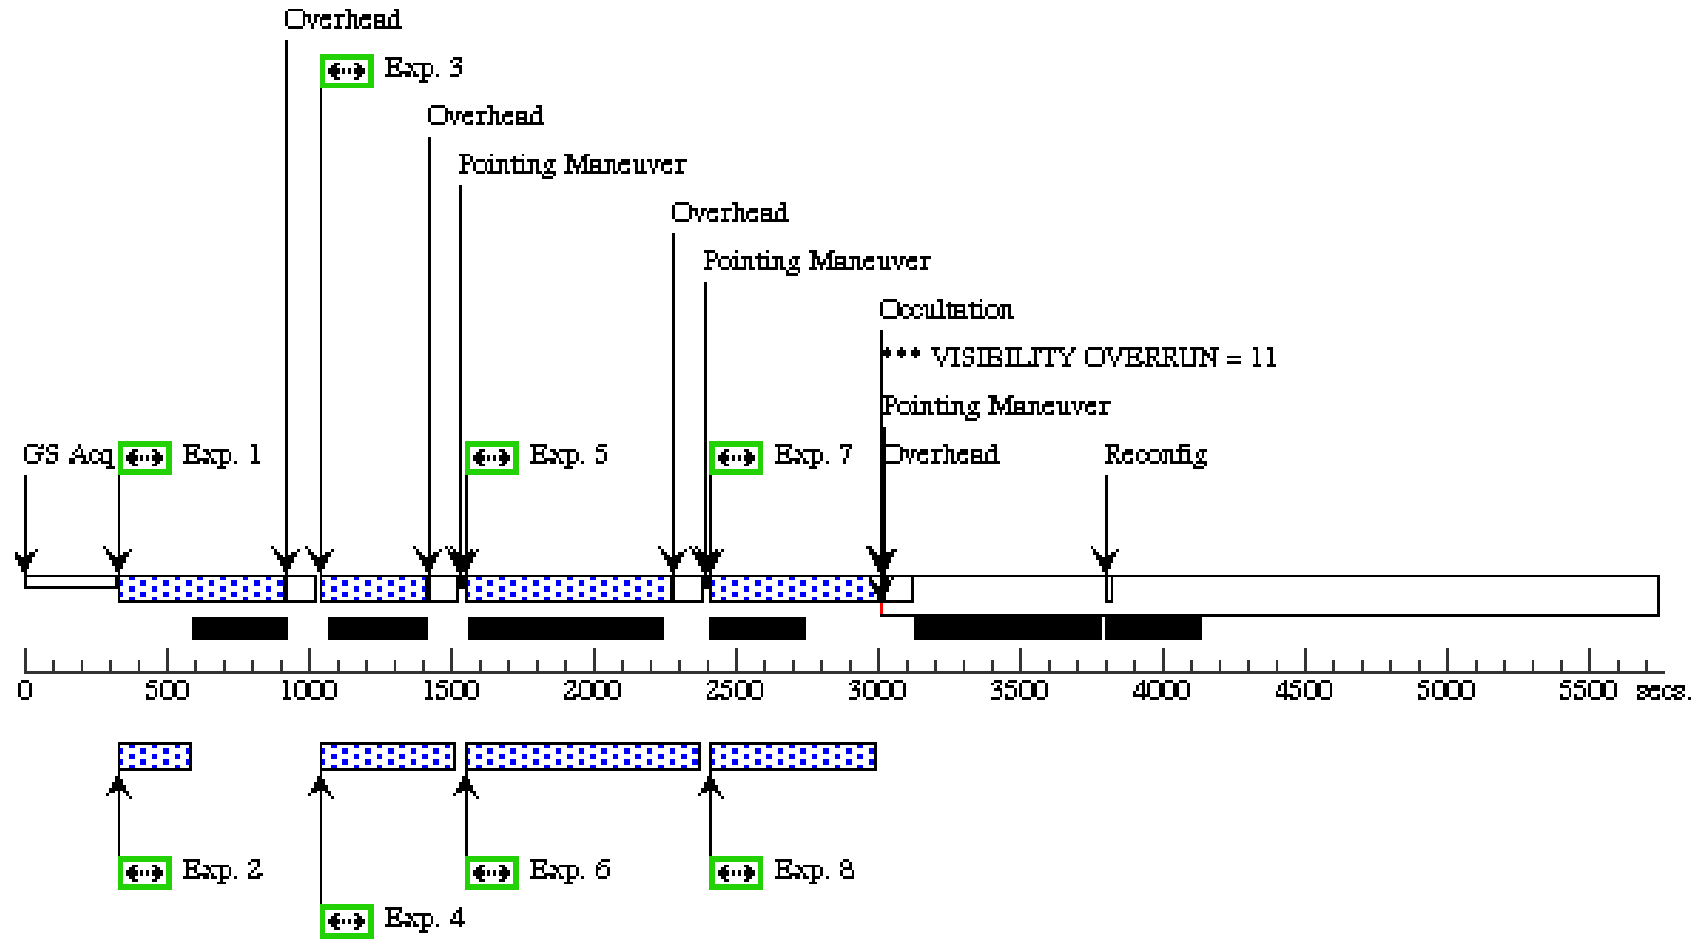 Overhead
Exp. 3
Overhead
Pointing Maneuver
Overhead
Pointing Maneuver
Occultation
*** VISIBILITY OVERRUN = 11
Pointing Maneuver
GS Acq Exp. 1 Exp. 5 Exp. 7 Overhead Reconfig
0 500 1000 1500 2000 2500 3000 3500 4000 4500 5000 5500 secs.
Exp. 2 Exp. 6 Exp. 8
Exp. 4